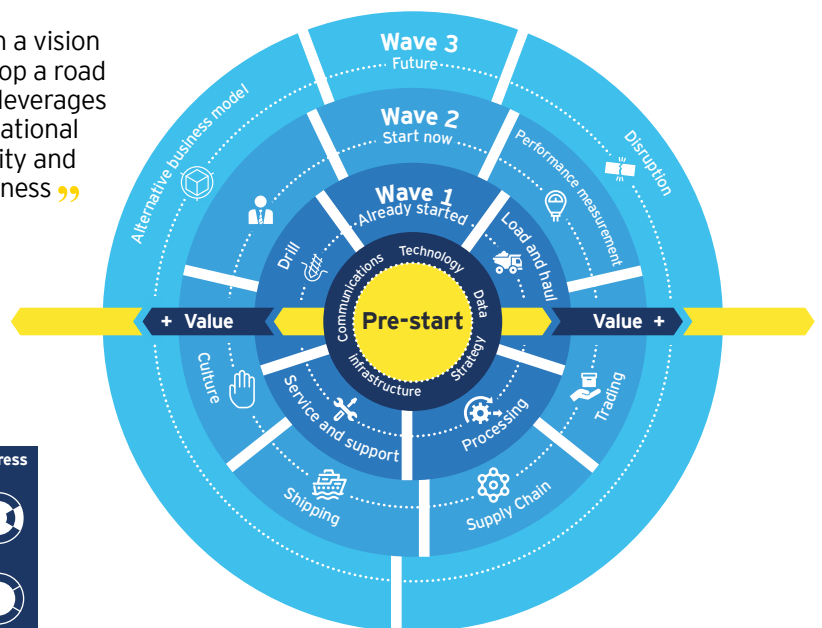 a vision
op a road
leverages
ational
ity and
ness ”
Wave 3
Future
Wave 2
Start now
Wave 1
Already started
Alternative business model
Disruption
Performance measurement
Drill
Load and haul
Communications
Technology
Data
Strategy
infrastructure
Pre-start
+ Value
Value +
Culture
Service and support
Processing
Trading
Shipping
Supply Chain
ress